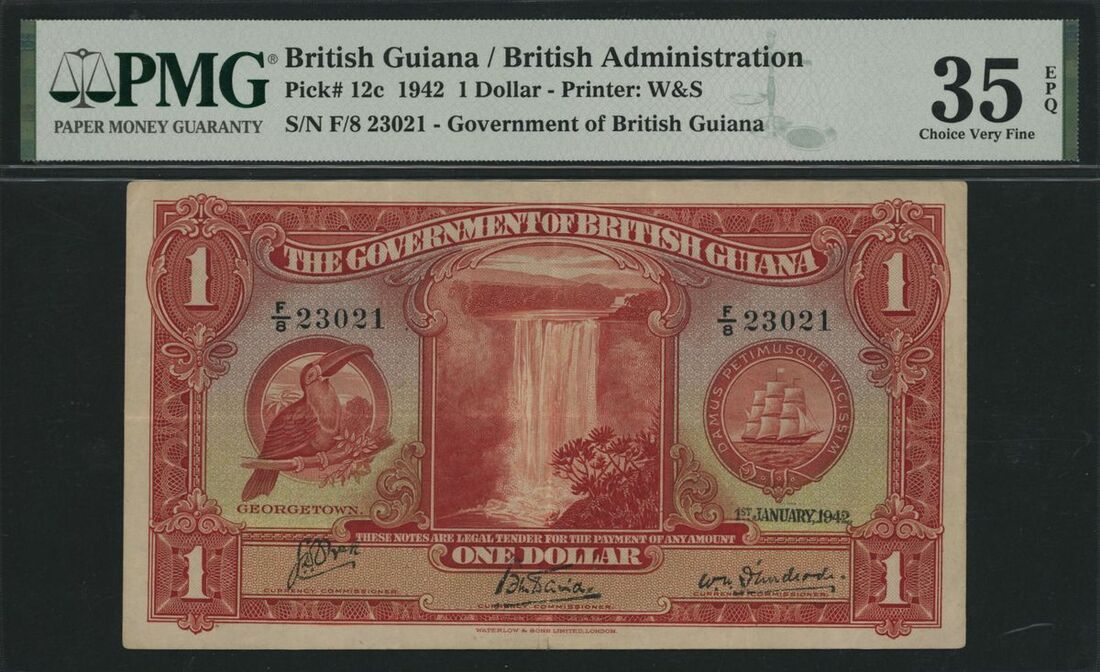 PMG®
PAPER MONEY GUARANTY
British Guiana / British Administration
Pick# 12c 1942 1 Dollar - Printer: W&S
S/N F/8 23021 - Government of British Guiana
35
EPQ
Choice Very Fine
1
THE GOVERNMENT OF BRITISH GUIANA
1
F/8 23021
F/8 23021
DAMUS PETIMUSQUE VICISSIM
GEORGETOWN.
1ST JANUARY, 1942
THESE NOTES ARE LEGAL TENDER FOR THE PAYMENT OF ANY AMOUNT
1
ONE DOLLAR
1
CURRENCY COMMISSIONER.
CURRENCY COMMISSIONER.
CURRENCY COMMISSIONER.
WATERLOW & SONS LIMITED, LONDON.